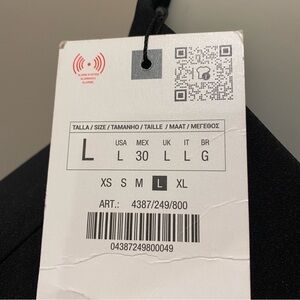 TALLA / SIZE / TAMANHO / TAILLE / MAAT / ΜΕΓΕΘΟΣ
L
USA MEX UK IT BR
L 30 L L G
XS S M L XL
ART.: 4387/249/800
04387249800049